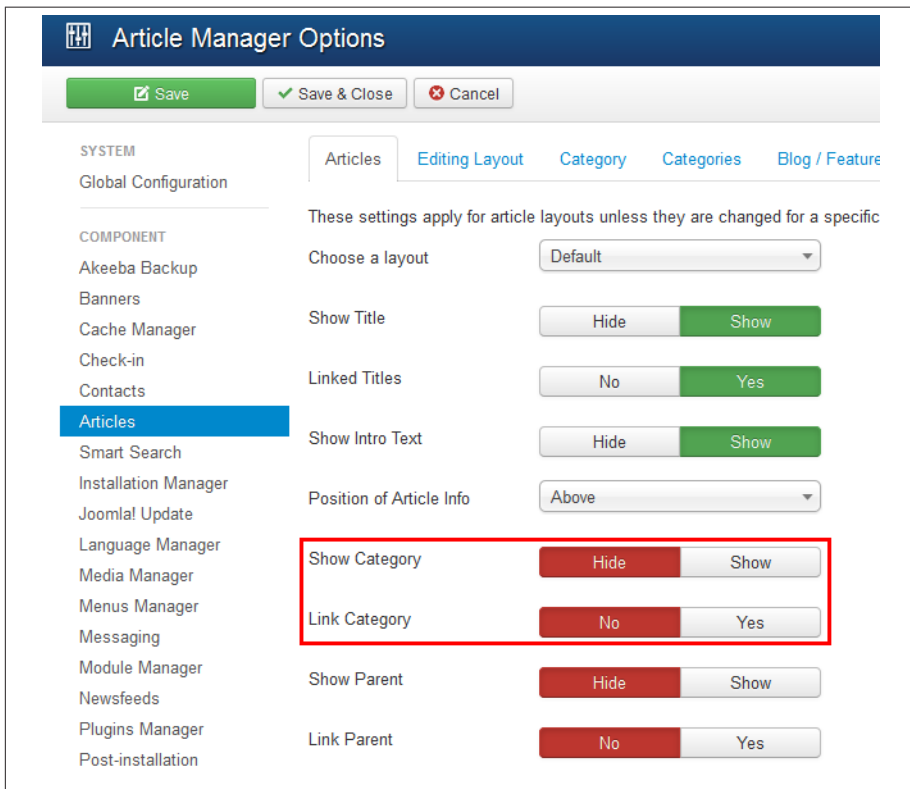 Article Manager Options
Save
Save & Close
Cancel
SYSTEM
Global Configuration
COMPONENT
Akeeba Backup
Banners
Cache Manager
Check-in
Contacts
Articles
Smart Search
Installation Manager
Joomla! Update
Language Manager
Media Manager
Menus Manager
Messaging
Module Manager
Newsfeeds
Plugins Manager
Post-installation
Articles Editing Layout Category Categories Blog / Feature
These settings apply for article layouts unless they are changed for a specific
Choose a layout Default
Show Title Hide Show
Linked Titles No Yes
Show Intro Text Hide Show
Position of Article Info Above
Show Category Hide Show
Link Category No Yes
Show Parent Hide Show
Link Parent No Yes